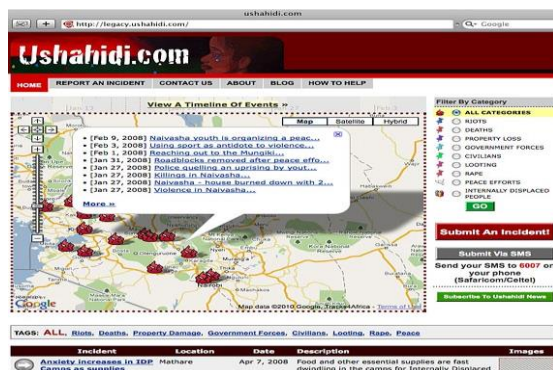 ushahidi.com
http://legacy.ushahidi.com/
Google
Ushahidi.com
HOME REPORT AN INCIDENT CONTACT US ABOUT BLOG HOW TO HELP
View A Timeline Of Events »
Map Satellite Hybrid
[Feb 9, 2008] Naivasha youth is organizing a peac...
[Feb 3, 2008] Using sport as antidote to violence...
[Feb 1, 2008] Reaching out to the Mungiki...
[Jan 31, 2008] Roadblocks removed after peace effo...
[Jan 27, 2008] Police quelling an uprising by yout...
[Jan 27, 2008] Killings in Naivasha...
[Jan 27, 2008] Naivasha - house burned down with 2...
[Jan 27, 2008] Violence in Naivasha...
More »
Nairobi
Thika
Google
Map data ©2010 Google, Tracks4Africa - Terms of Use
Filter By Category
ALL CATEGORIES
RIOTS
DEATHS
PROPERTY LOSS
GOVERNMENT FORCES
CIVILIANS
LOOTING
RAPE
PEACE EFFORTS
INTERNALLY DISPLACED
PEOPLE
GO
Submit An Incident!
Submit Via SMS
Send your SMS to 6007 on
your phone
(Safaricom/Celtel)
Subscribe To Ushahidi News
TAGS: ALL, Riots, Deaths, Property Damage, Government Forces, Civilians, Looting, Rape, Peace
Incident Location Date Description Images
Anxiety increases in IDP Mathare Apr 7, 2008 Food and other essential supplies are fast
Camps as supplies dwindling in the camps for Internally Displaced